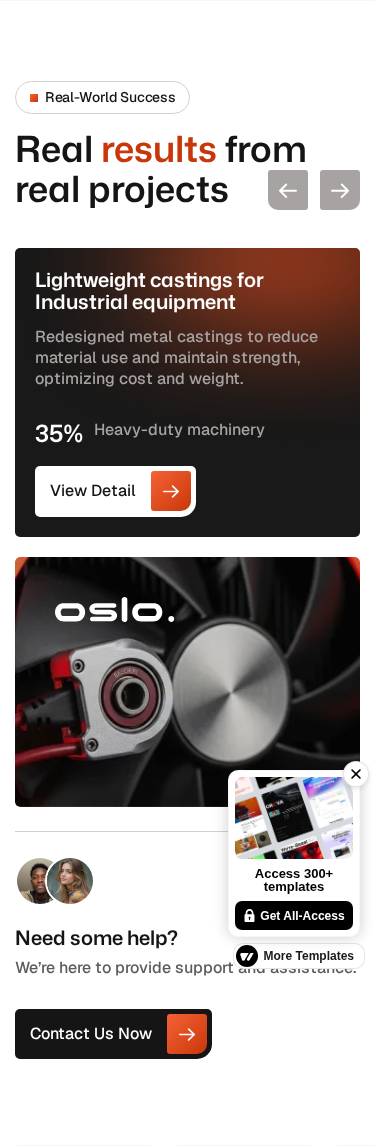 Real-World Success
Real results from
real projects
Lightweight castings for
Industrial equipment
Redesigned metal castings to reduce
material use and maintain strength,
optimizing cost and weight.
35% Heavy-duty machinery
View Detail
oslo.
Access 300+
templates
Get All-Access
More Templates
Need some help?
We're here to provide support and assistance.
Contact Us Now